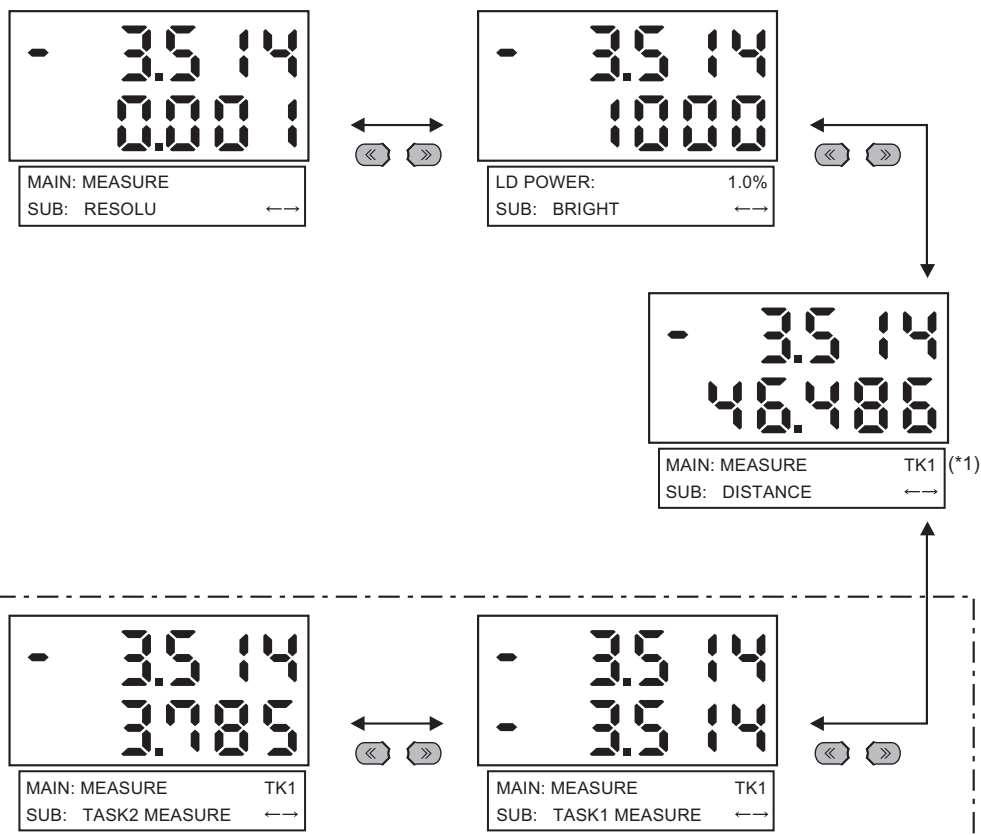 - 3.514
0.001
MAIN: MEASURE
SUB: RESOLU ←→
- 3.514
1000
LD POWER: 1.0%
SUB: BRIGHT ←→
- 3.514
46.486
MAIN: MEASURE TK1 (*1)
SUB: DISTANCE ←→
- 3.514
3.785
MAIN: MEASURE TK1
SUB: TASK2 MEASURE ←→
- 3.514
- 3.514
MAIN: MEASURE TK1
SUB: TASK1 MEASURE ←→